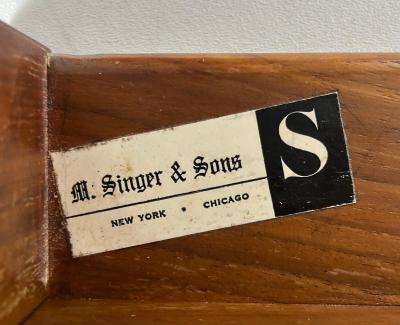 M. Singer & Sons
NEW YORK • CHICAGO
S